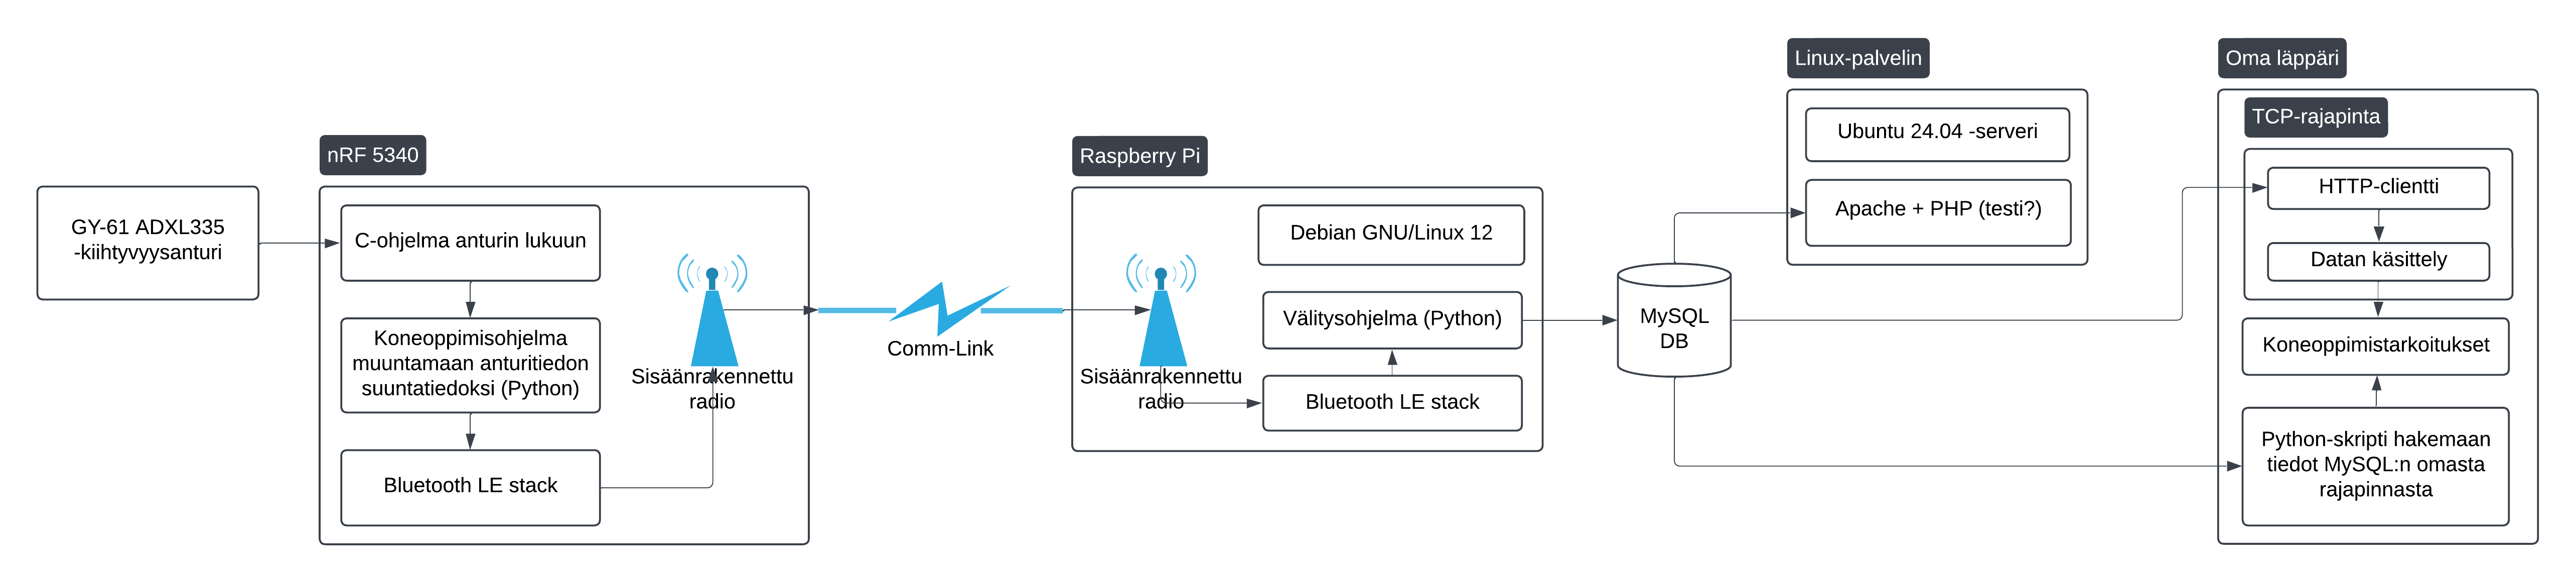 GY-61 ADXL335
-kiihtyvyysanturi
nRF 5340
C-ohjelma anturin lukuun
Koneoppimisohjelma
muuntamaan anturitiedon
suuntatiedoksi (Python)
Bluetooth LE stack
Sisäänrakennettu
radio
Comm-Link
Raspberry Pi
Sisäänrakennettu
radio
Debian GNU/Linux 12
Välitysohjelma (Python)
Bluetooth LE stack
MySQL
DB
Linux-palvelin
Ubuntu 24.04 -serveri
Apache + PHP (testi?)
Oma läppäri
TCP-rajapinta
HTTP-clientti
Datan käsittely
Koneoppimistarkoitukset
Python-skripti hakemaan
tiedot MySQL:n omasta
rajapinnasta